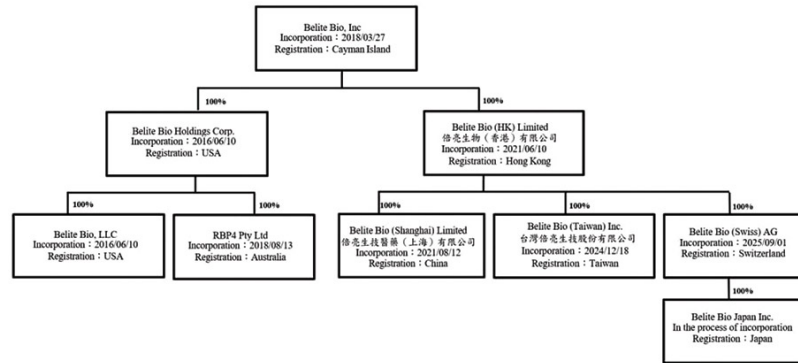 Belite Bio, Inc
Incorporation：2018/03/27
Registration：Cayman Island
100%
100%
Belite Bio Holdings Corp.
Incorporation：2016/06/10
Registration：USA
Belite Bio (HK) Limited
倍亮生物（香港）有限公司
Incorporation：2021/06/10
Registration：Hong Kong
100%
100%
100%
100%
100%
Belite Bio, LLC
Incorporation：2016/06/10
Registration：USA
RBP4 Pty Ltd
Incorporation：2018/08/13
Registration：Australia
Belite Bio (Shanghai) Limited
倍亮生技醫藥（上海）有限公司
Incorporation：2021/08/12
Registration：China
Belite Bio (Taiwan) Inc.
台灣倍亮生技股份有限公司
Incorporation：2024/12/18
Registration：Taiwan
Belite Bio (Swiss) AG
Incorporation：2025/09/01
Registration：Switzerland
100%
Belite Bio Japan Inc.
In the process of incorporation
Registration：Japan